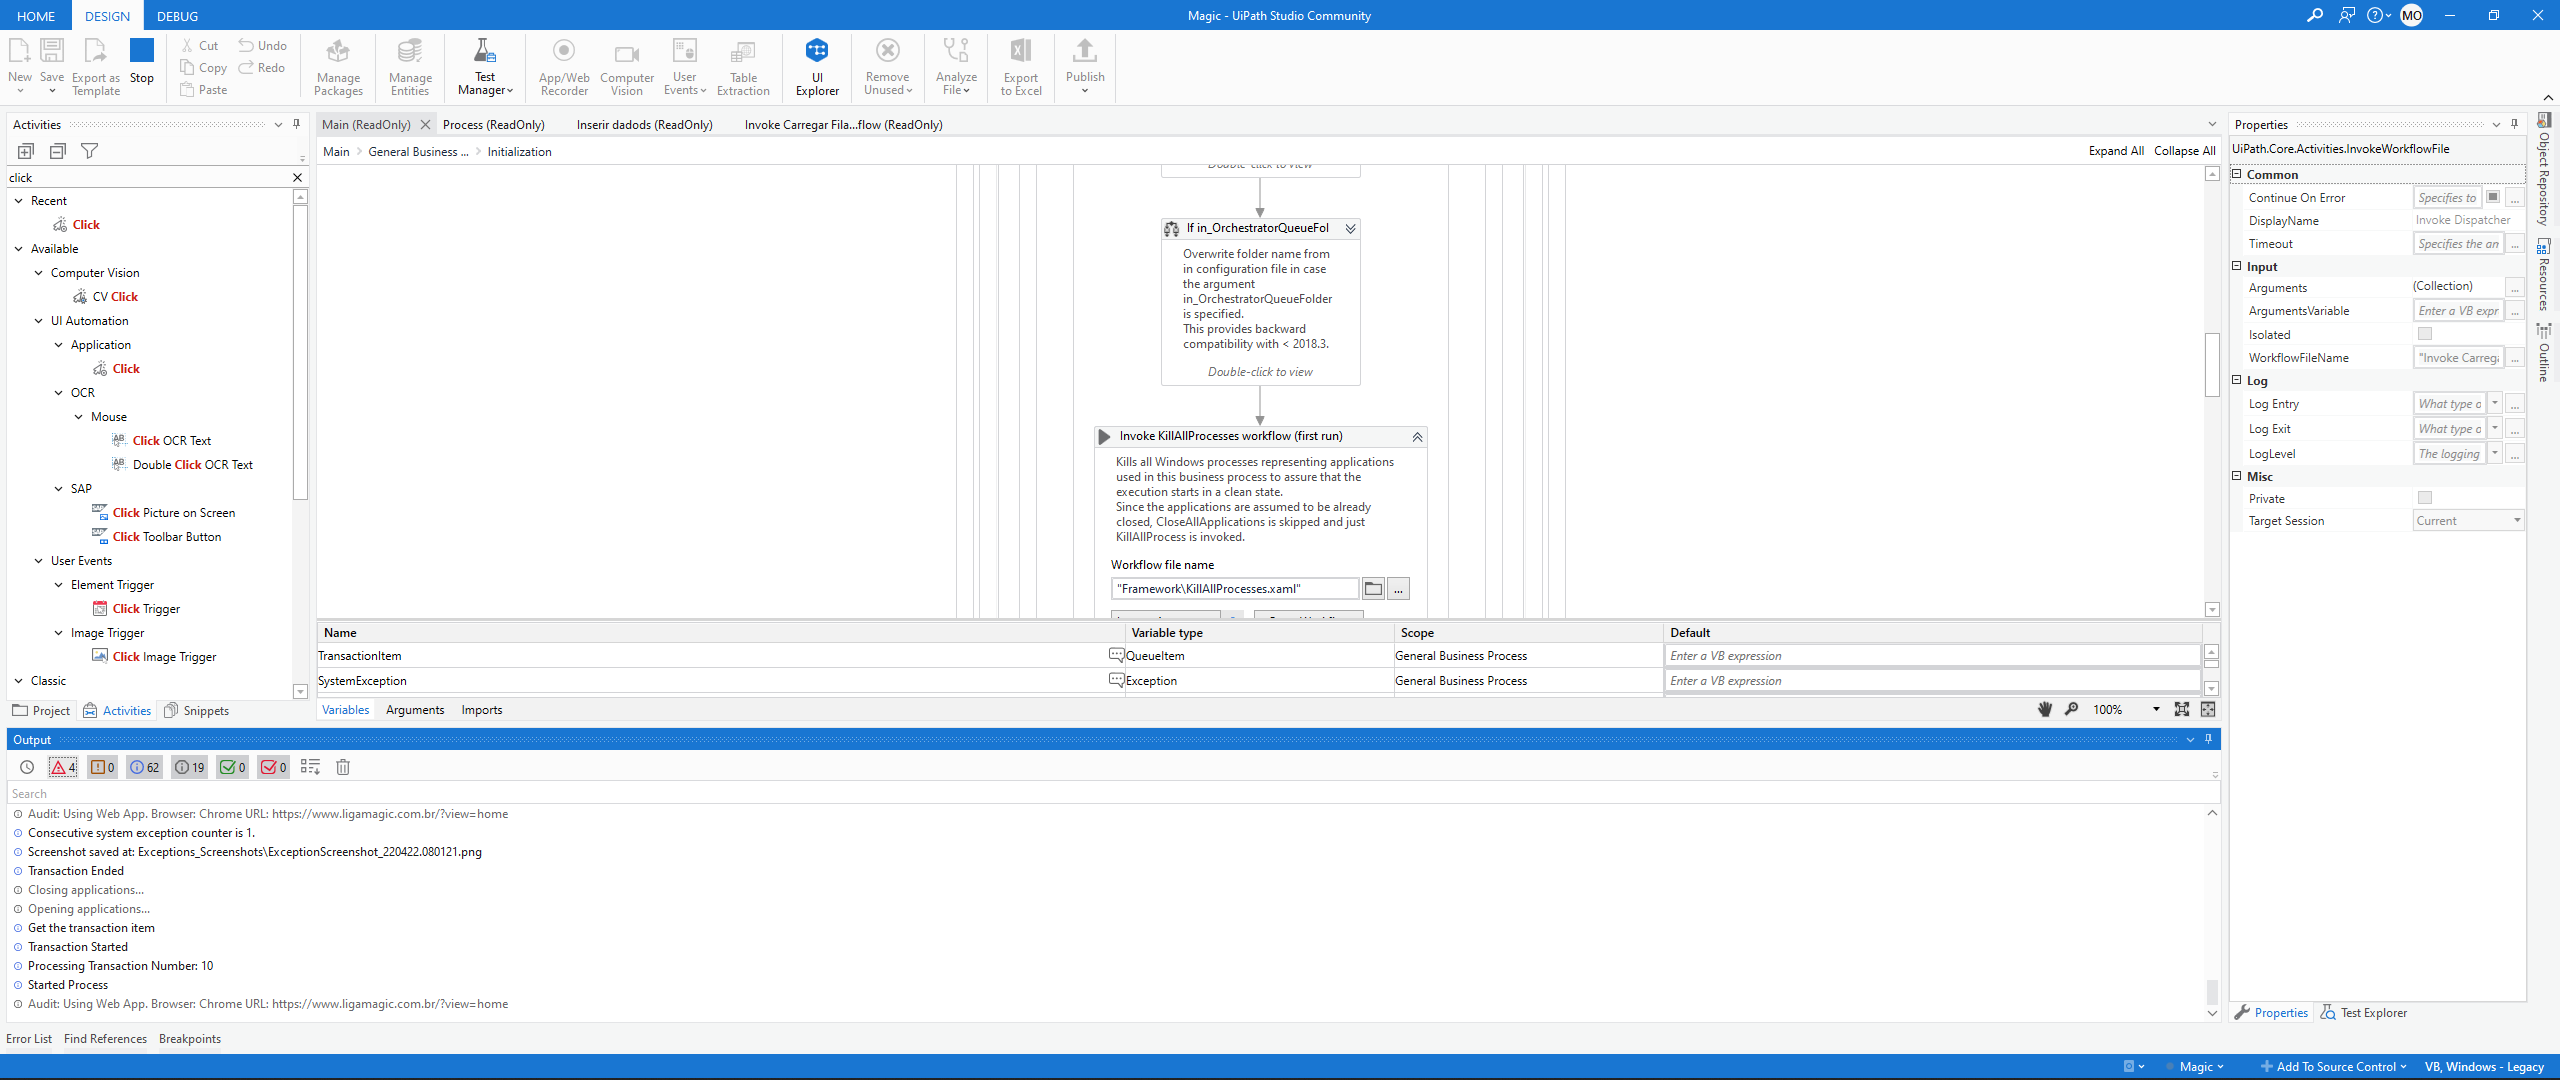 HOME DESIGN DEBUG
Magic - UiPath Studio Community
MO
New
Save
Export as Template
Stop
Cut
Copy
Paste
Undo
Redo
Manage Packages
Manage Entities
Test Manager
App/Web Recorder
Computer Vision
User Events
Table Extraction
UI Explorer
Remove Unused
Analyze File
Export to Excel
Publish
Activities
click
Recent
Click
Available
Computer Vision
CV Click
UI Automation
Application
Click
OCR
Mouse
Click OCR Text
Double Click OCR Text
SAP
Click Picture on Screen
Click Toolbar Button
User Events
Element Trigger
Click Trigger
Image Trigger
Click Image Trigger
Classic
Project Activities Snippets
Main (ReadOnly) Process (ReadOnly) Inserir dadods (ReadOnly) Invoke Carregar Fila...flow (ReadOnly)
Main General Business ... Initialization
Expand All Collapse All
Double-click to view
If in_OrchestratorQueueFol
Overwrite folder name from
in configuration file in case
the argument
in_OrchestratorQueueFolder
is specified.
This provides backward
compatibility with < 2018.3.
Double-click to view
Invoke KillAllProcesses workflow (first run)
Kills all Windows processes representing applications
used in this business process to assure that the
execution starts in a clean state.
Since the applications are assumed to be already
closed, CloseAllApplications is skipped and just
KillAllProcess is invoked.
Workflow file name
"Framework\KillAllProcesses.xaml" ...
Name Variable type Scope Default
TransactionItem QueueItem General Business Process Enter a VB expression
SystemException Exception General Business Process Enter a VB expression
Variables Arguments Imports
100%
Output
4 0 62 19 0 0
Search
Audit: Using Web App. Browser: Chrome URL: https://www.ligamagic.com.br/?view=home
Consecutive system exception counter is 1.
Screenshot saved at: Exceptions_Screenshots\ExceptionScreenshot_220422.080121.png
Transaction Ended
Closing applications...
Opening applications...
Get the transaction item
Transaction Started
Processing Transaction Number: 10
Started Process
Audit: Using Web App. Browser: Chrome URL: https://www.ligamagic.com.br/?view=home
Error List Find References Breakpoints
Properties
UiPath.Core.Activities.InvokeWorkflowFile
Common
Continue On Error Specifies to ...
DisplayName Invoke Dispatcher
Timeout Specifies the an ...
Input
Arguments (Collection) ...
ArgumentsVariable Enter a VB expr ...
Isolated
WorkflowFileName "Invoke Carrega ...
Log
Log Entry What type o ...
Log Exit What type o ...
LogLevel The logging ...
Misc
Private
Target Session Current
Properties Test Explorer
Object Repository
Resources
Outline
Magic Add To Source Control VB, Windows - Legacy